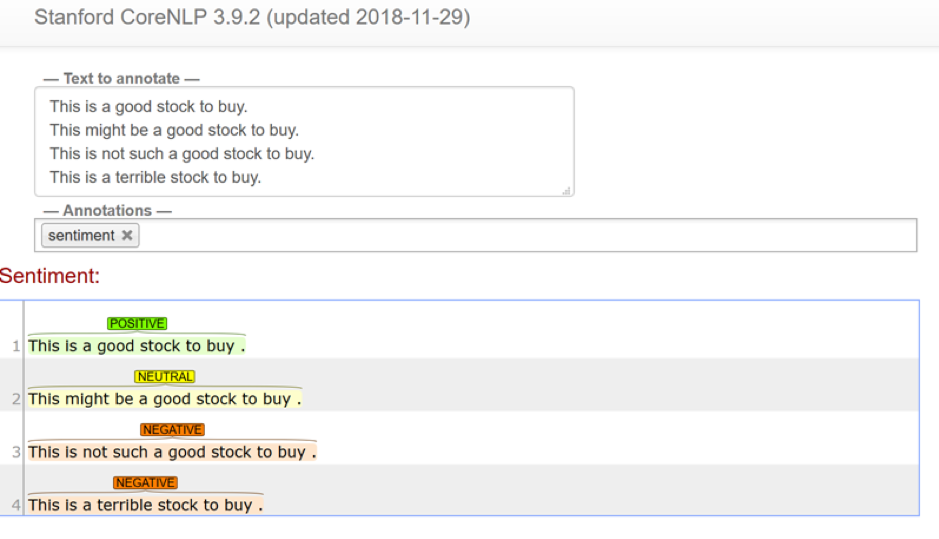 Stanford CoreNLP 3.9.2 (updated 2018-11-29)
— Text to annotate —
This is a good stock to buy.
This might be a good stock to buy.
This is not such a good stock to buy.
This is a terrible stock to buy.
— Annotations —
sentiment ×
Sentiment:
POSITIVE
1 This is a good stock to buy .
NEUTRAL
2 This might be a good stock to buy .
NEGATIVE
3 This is not such a good stock to buy .
NEGATIVE
4 This is a terrible stock to buy .